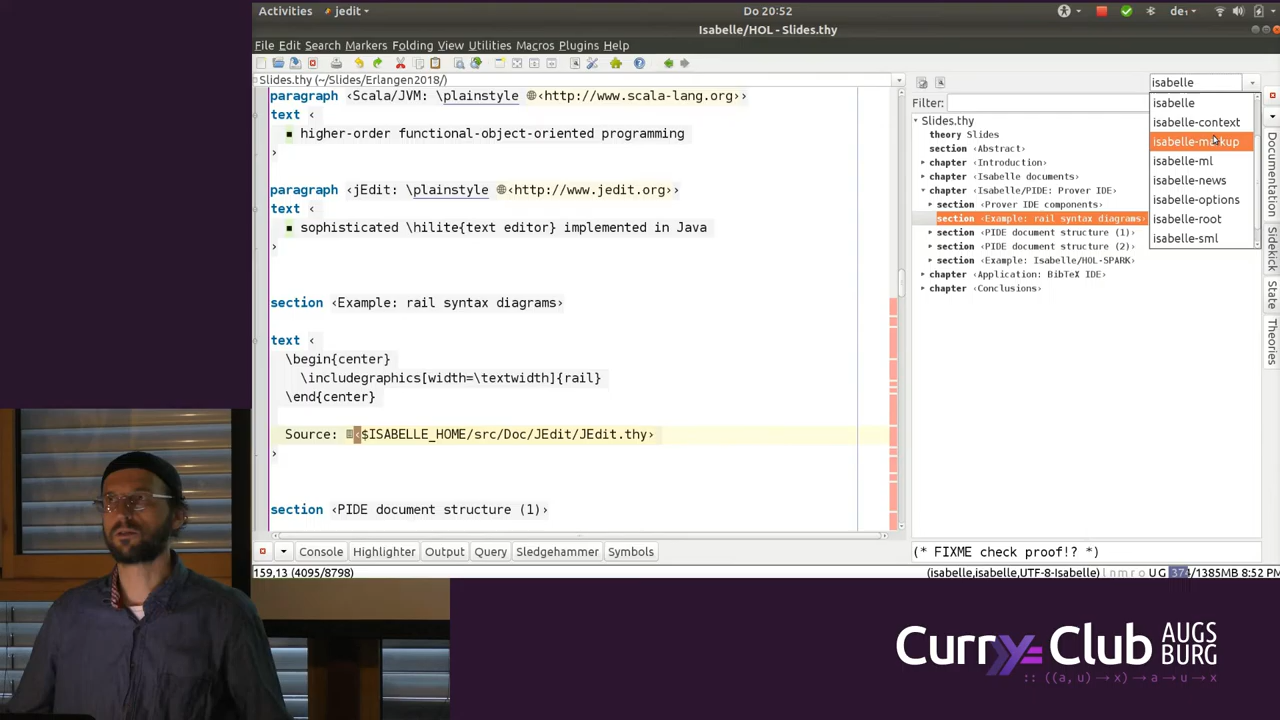 Activities
jedit
Do 20:52
de₁
Isabelle/HOL - Slides.thy
File Edit Search Markers Folding View Utilities Macros Plugins Help
Slides.thy (~/Slides/Erlangen2018/)
paragraph ‹Scala/JVM: \plainstyle ‹http://www.scala-lang.org››
text ‹
higher-order functional-object-oriented programming
›
paragraph ‹jEdit: \plainstyle ‹http://www.jedit.org››
text ‹
sophisticated \hilite{text editor} implemented in Java
›
section ‹Example: rail syntax diagrams›
text ‹
\begin{center}
\includegraphics[width=\textwidth]{rail}
\end{center}
Source: ‹$ISABELLE_HOME/src/Doc/JEdit/JEdit.thy›
›
section ‹PIDE document structure (1)›
isabelle
Filter:
Slides.thy
theory Slides
section ‹Abstract›
chapter ‹Introduction›
chapter ‹Isabelle documents›
chapter ‹Isabelle/PIDE: Prover IDE›
section ‹Prover IDE components›
section ‹Example: rail syntax diagrams›
section ‹PIDE document structure (1)›
section ‹PIDE document structure (2)›
section ‹Example: Isabelle/HOL-SPARK›
chapter ‹Application: BibTeX IDE›
chapter ‹Conclusions›
isabelle
isabelle-context
isabelle-markup
isabelle-ml
isabelle-news
isabelle-options
isabelle-root
isabelle-sml
Documentation
Sidekick
State
Theories
(* FIXME check proof!? *)
Console
Highlighter
Output
Query
Sledgehammer
Symbols
159,13 (4095/8798)
(isabelle,isabelle,UTF-8-Isabelle) l n m r o U G 374/1385MB 8:52 PM
Curry Club AUGS
BURG
:: ((a, u) → x) → a → u → x